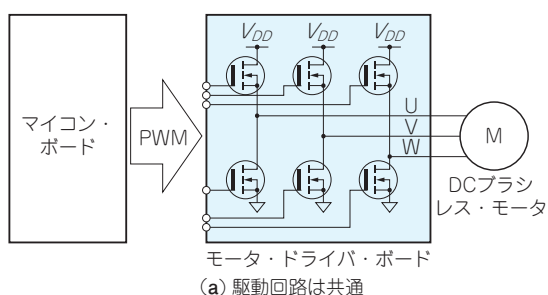 V_DD V_DD V_DD
マイコン・
ボード
PWM
U
V
W
M
DCブラシ
レス・モータ
モータ・ドライバ・ボード
(a) 駆動回路は共通